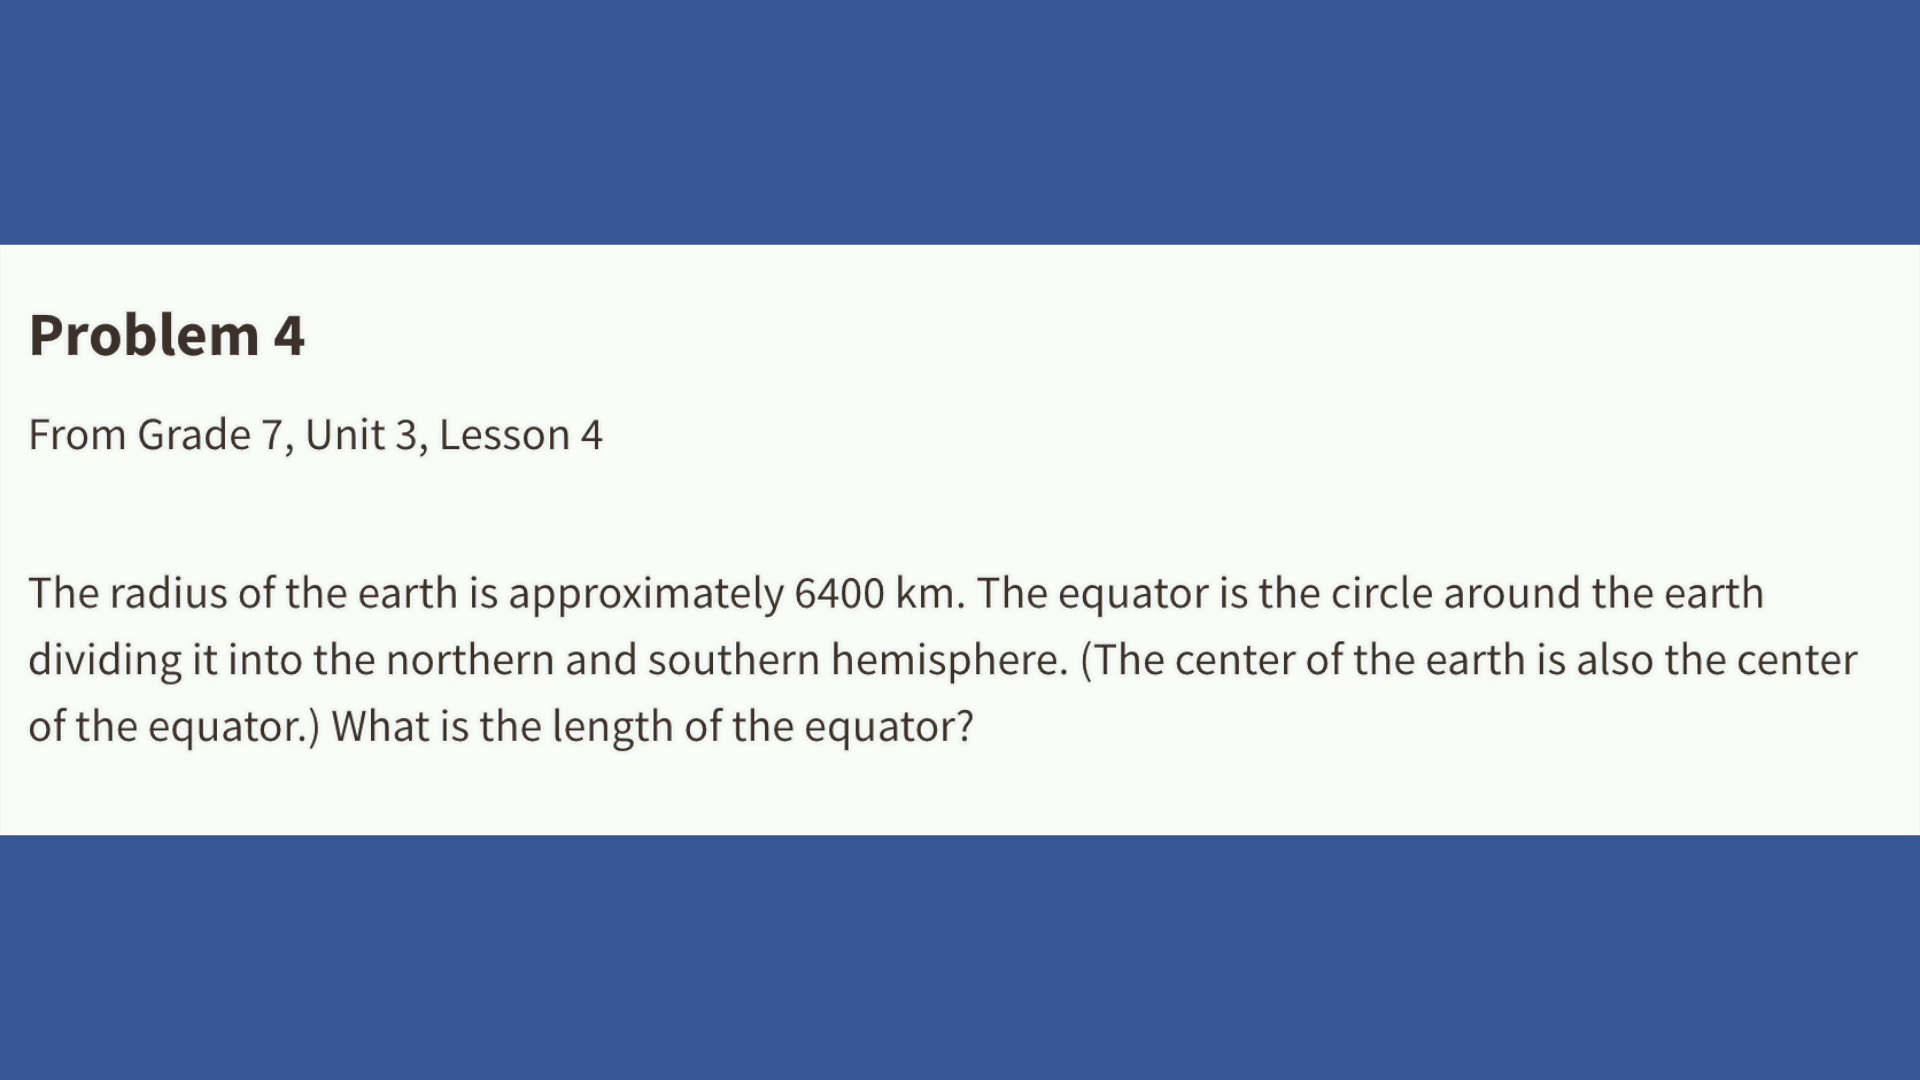 Problem 4
From Grade 7, Unit 3, Lesson 4
The radius of the earth is approximately 6400 km. The equator is the circle around the earth
dividing it into the northern and southern hemisphere. (The center of the earth is also the center
of the equator.) What is the length of the equator?